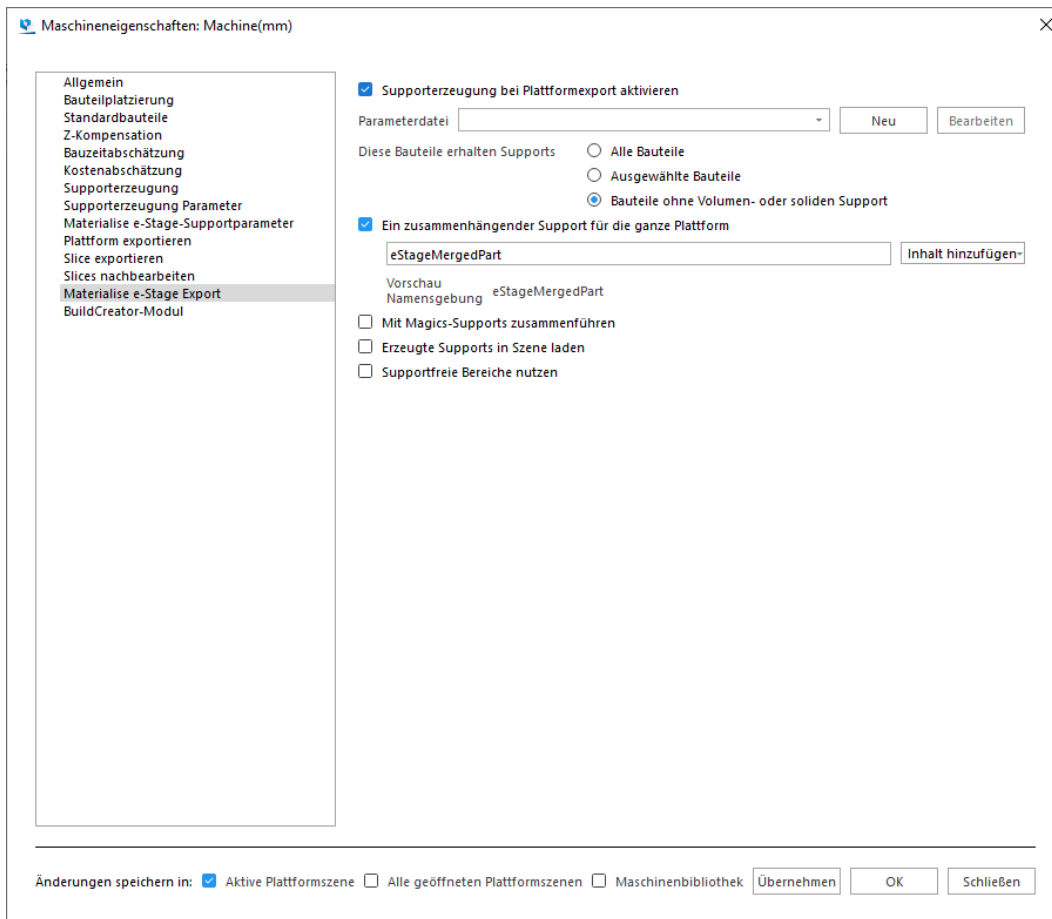 Maschineneigenschaften: Machine(mm)
Allgemein
Bauteilplatzierung
Standardbauteile
Z-Kompensation
Bauzeitabschätzung
Kostenabschätzung
Supporterzeugung
Supporterzeugung Parameter
Materialise e-Stage-Supportparameter
Plattform exportieren
Slice exportieren
Slices nachbearbeiten
Materialise e-Stage Export
BuildCreator-Modul
Supporterzeugung bei Plattformexport aktivieren
Parameterdatei Neu Bearbeiten
Diese Bauteile erhalten Supports Alle Bauteile
Ausgewählte Bauteile
Bauteile ohne Volumen- oder soliden Support
Ein zusammenhängender Support für die ganze Plattform
eStageMergedPart Inhalt hinzufügen
Vorschau
Namensgebung eStageMergedPart
Mit Magics-Supports zusammenführen
Erzeugte Supports in Szene laden
Supportfreie Bereiche nutzen
Änderungen speichern in: Aktive Plattformszene Alle geöffneten Plattformszenen Maschinenbibliothek Übernehmen OK Schließen